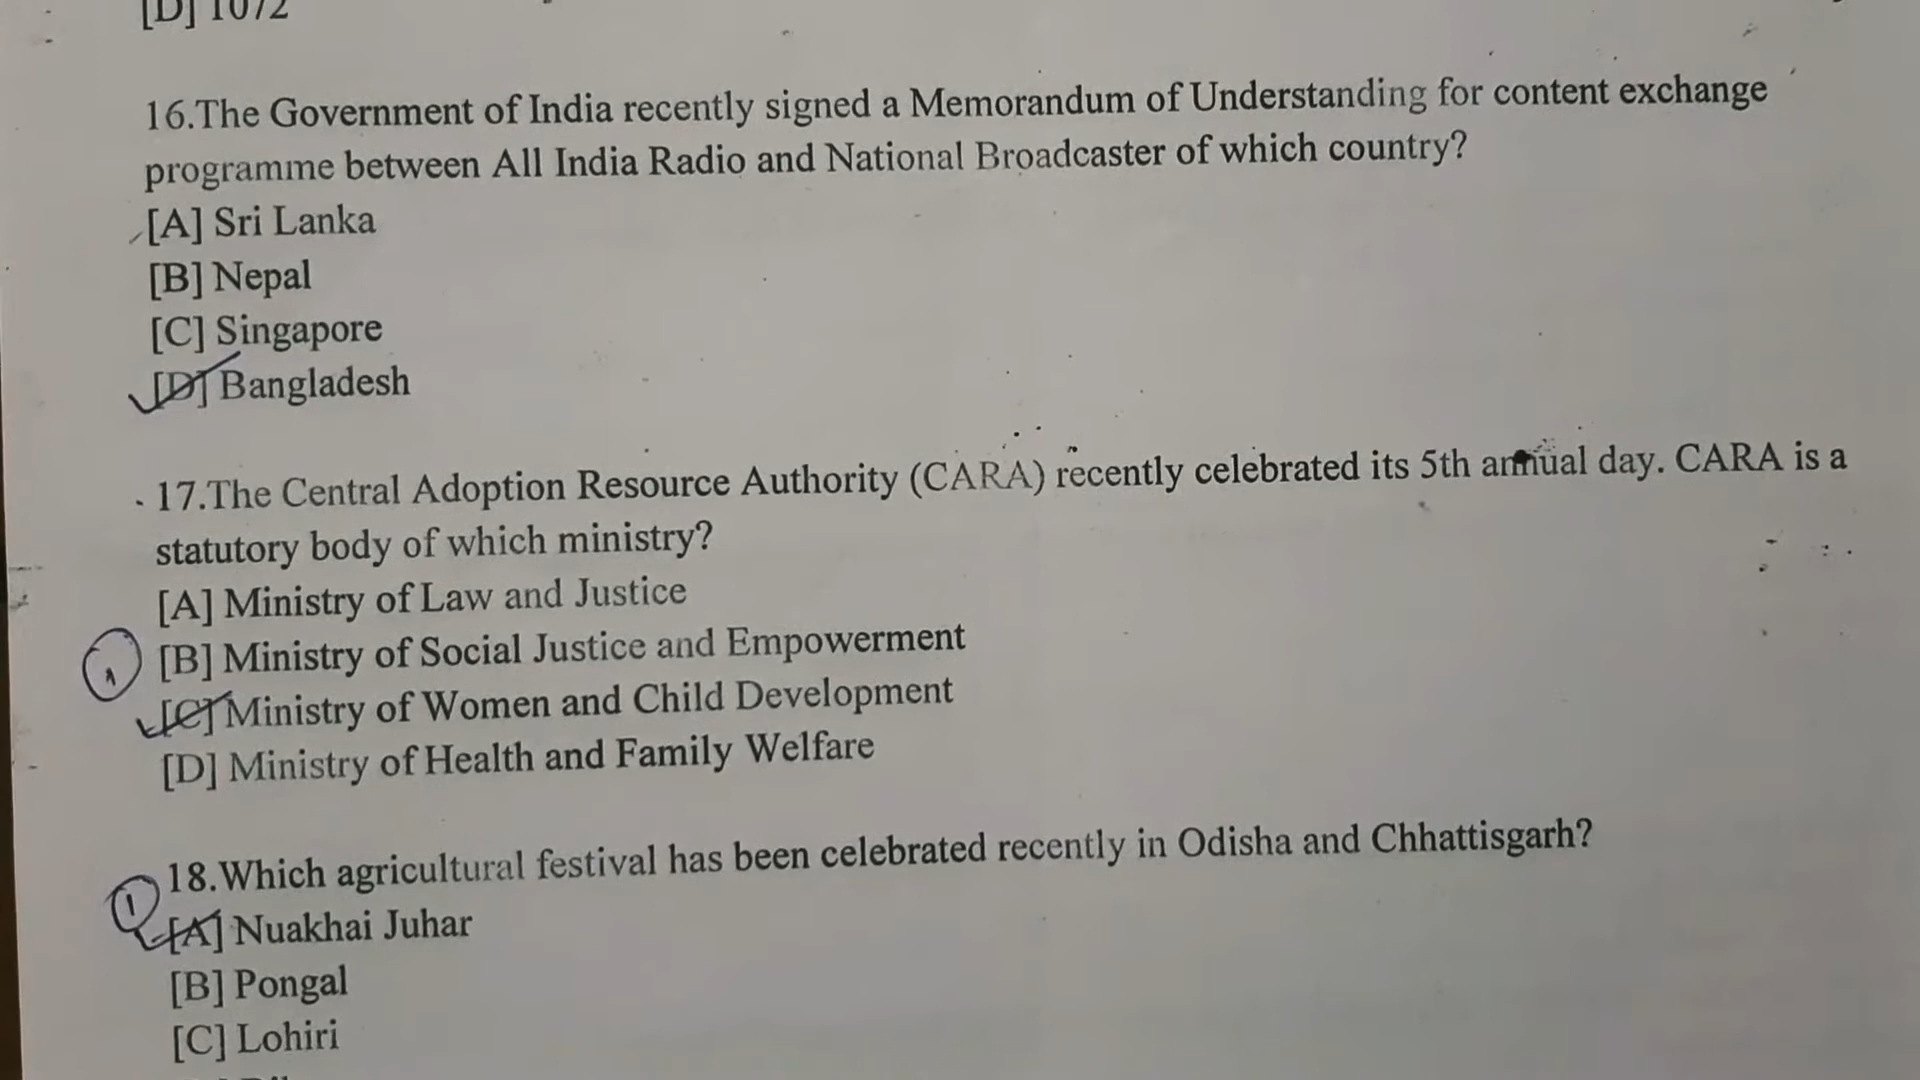 [D] 1072
16.The Government of India recently signed a Memorandum of Understanding for content exchange
programme between All India Radio and National Broadcaster of which country?
[A] Sri Lanka
[B] Nepal
[C] Singapore
[D] Bangladesh
17.The Central Adoption Resource Authority (CARA) recently celebrated its 5th annual day. CARA is a
statutory body of which ministry?
[A] Ministry of Law and Justice
[B] Ministry of Social Justice and Empowerment
[C] Ministry of Women and Child Development
[D] Ministry of Health and Family Welfare
18.Which agricultural festival has been celebrated recently in Odisha and Chhattisgarh?
[A] Nuakhai Juhar
[B] Pongal
[C] Lohiri